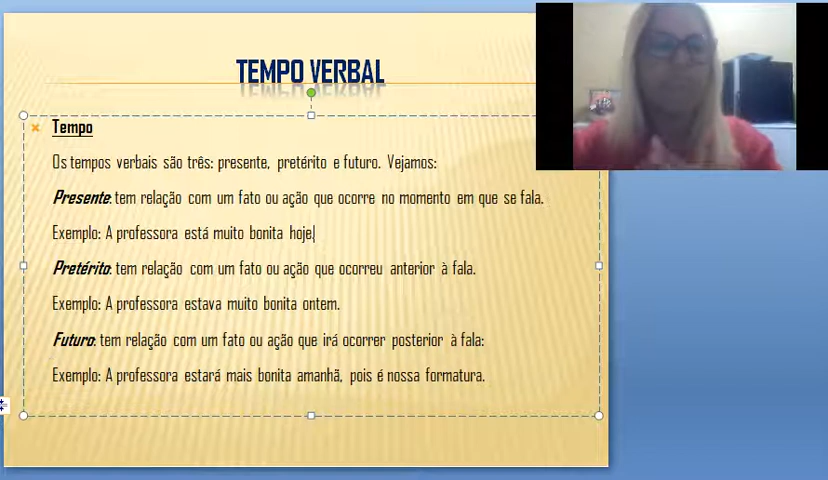 TEMPO VERBAL
Tempo
Os tempos verbais são três: presente, pretérito e futuro. Vejamos:
Presente: tem relação com um fato ou ação que ocorre no momento em que se fala.
Exemplo: A professora está muito bonita hoje.
Pretérito: tem relação com um fato ou ação que ocorreu anterior à fala.
Exemplo: A professora estava muito bonita ontem.
Futuro: tem relação com um fato ou ação que irá ocorrer posterior à fala:
Exemplo: A professora estará mais bonita amanhã, pois é nossa formatura.